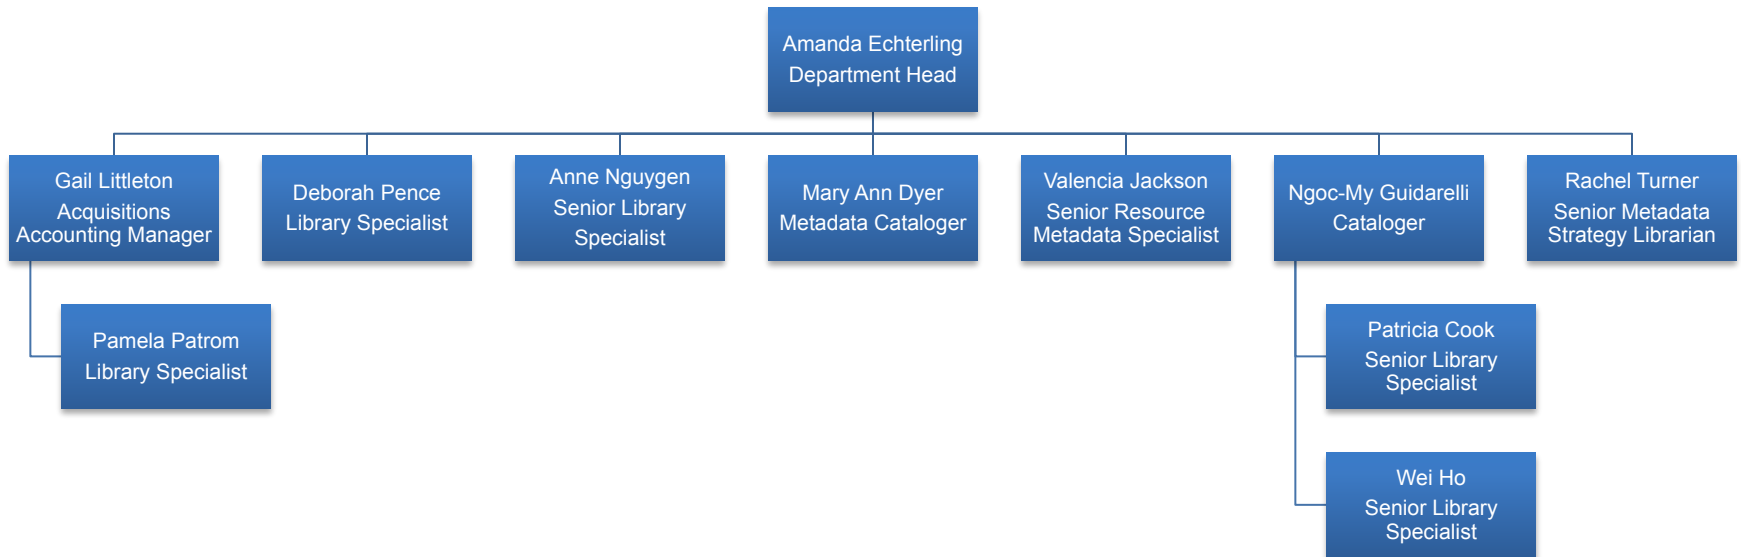 Amanda Echterling
Department Head
Gail Littleton
Acquisitions
Accounting Manager
Deborah Pence
Library Specialist
Anne Nguygen
Senior Library
Specialist
Mary Ann Dyer
Metadata Cataloger
Valencia Jackson
Senior Resource
Metadata Specialist
Ngoc-My Guidarelli
Cataloger
Rachel Turner
Senior Metadata
Strategy Librarian
Pamela Patrom
Library Specialist
Patricia Cook
Senior Library
Specialist
Wei Ho
Senior Library
Specialist